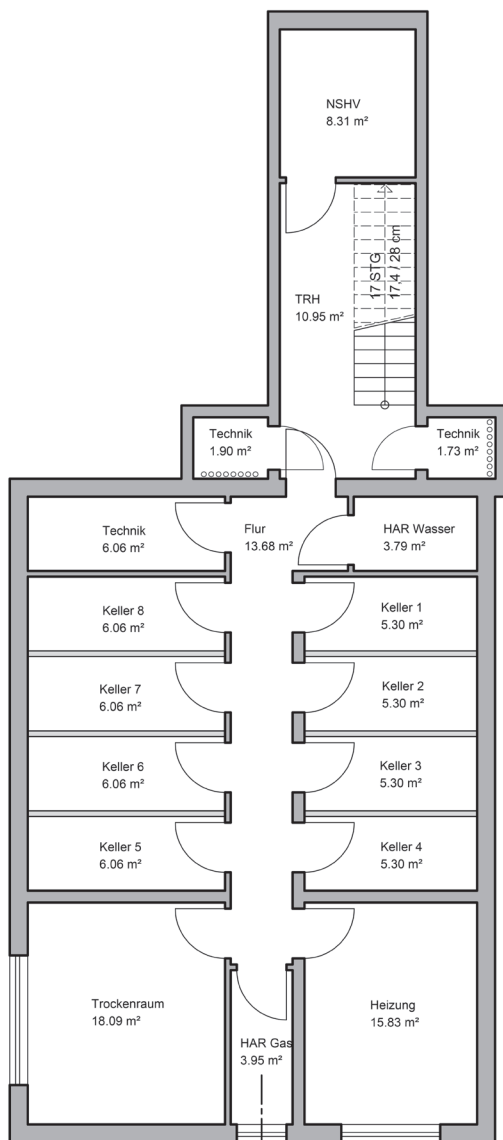 NSHV
8.31 m²
17 STG
17.4 / 28 cm
TRH
10.95 m²
Technik
1.90 m²
Technik
1.73 m²
Technik
6.06 m²
Flur
13.68 m²
HAR Wasser
3.79 m²
Keller 8
6.06 m²
Keller 1
5.30 m²
Keller 7
6.06 m²
Keller 2
5.30 m²
Keller 6
6.06 m²
Keller 3
5.30 m²
Keller 5
6.06 m²
Keller 4
5.30 m²
Trockenraum
18.09 m²
HAR Gas
3.95 m²
Heizung
15.83 m²